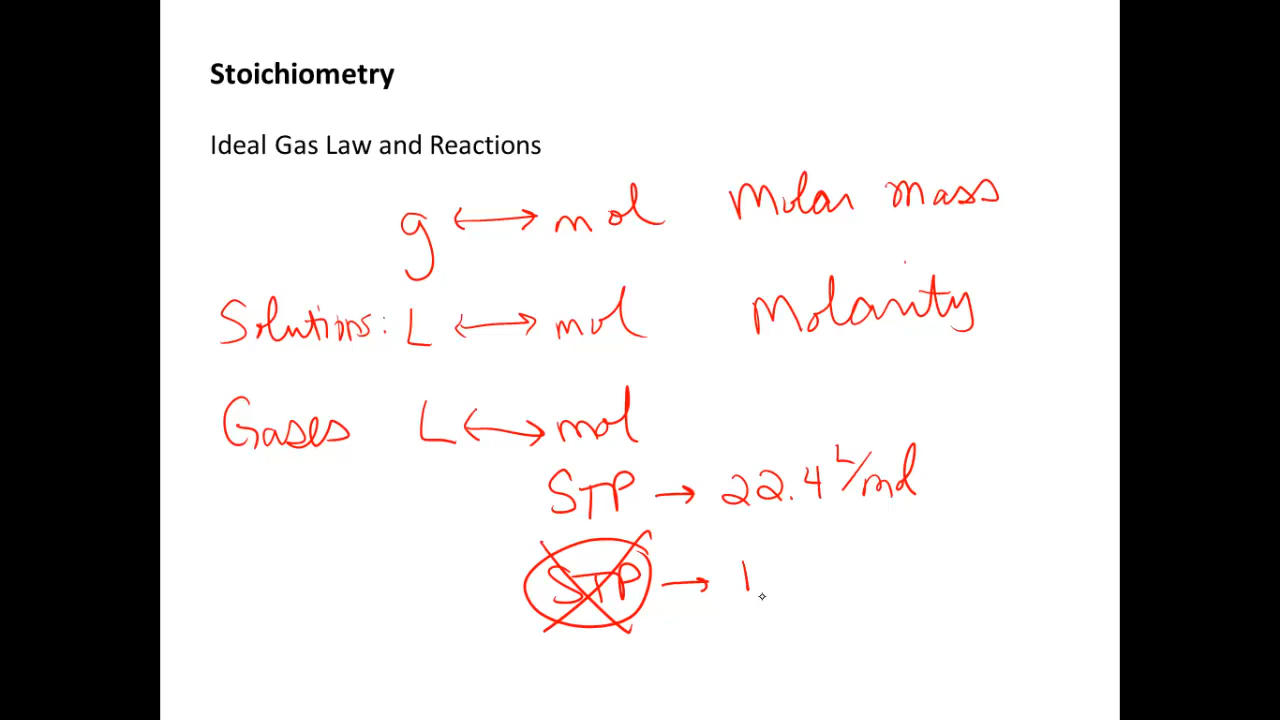 Stoichiometry
Ideal Gas Law and Reactions
g ↔ mol Molar mass
Solutions: L ↔ mol Molarity
Gases L ↔ mol
STP → 22.4 L/mol
STP →